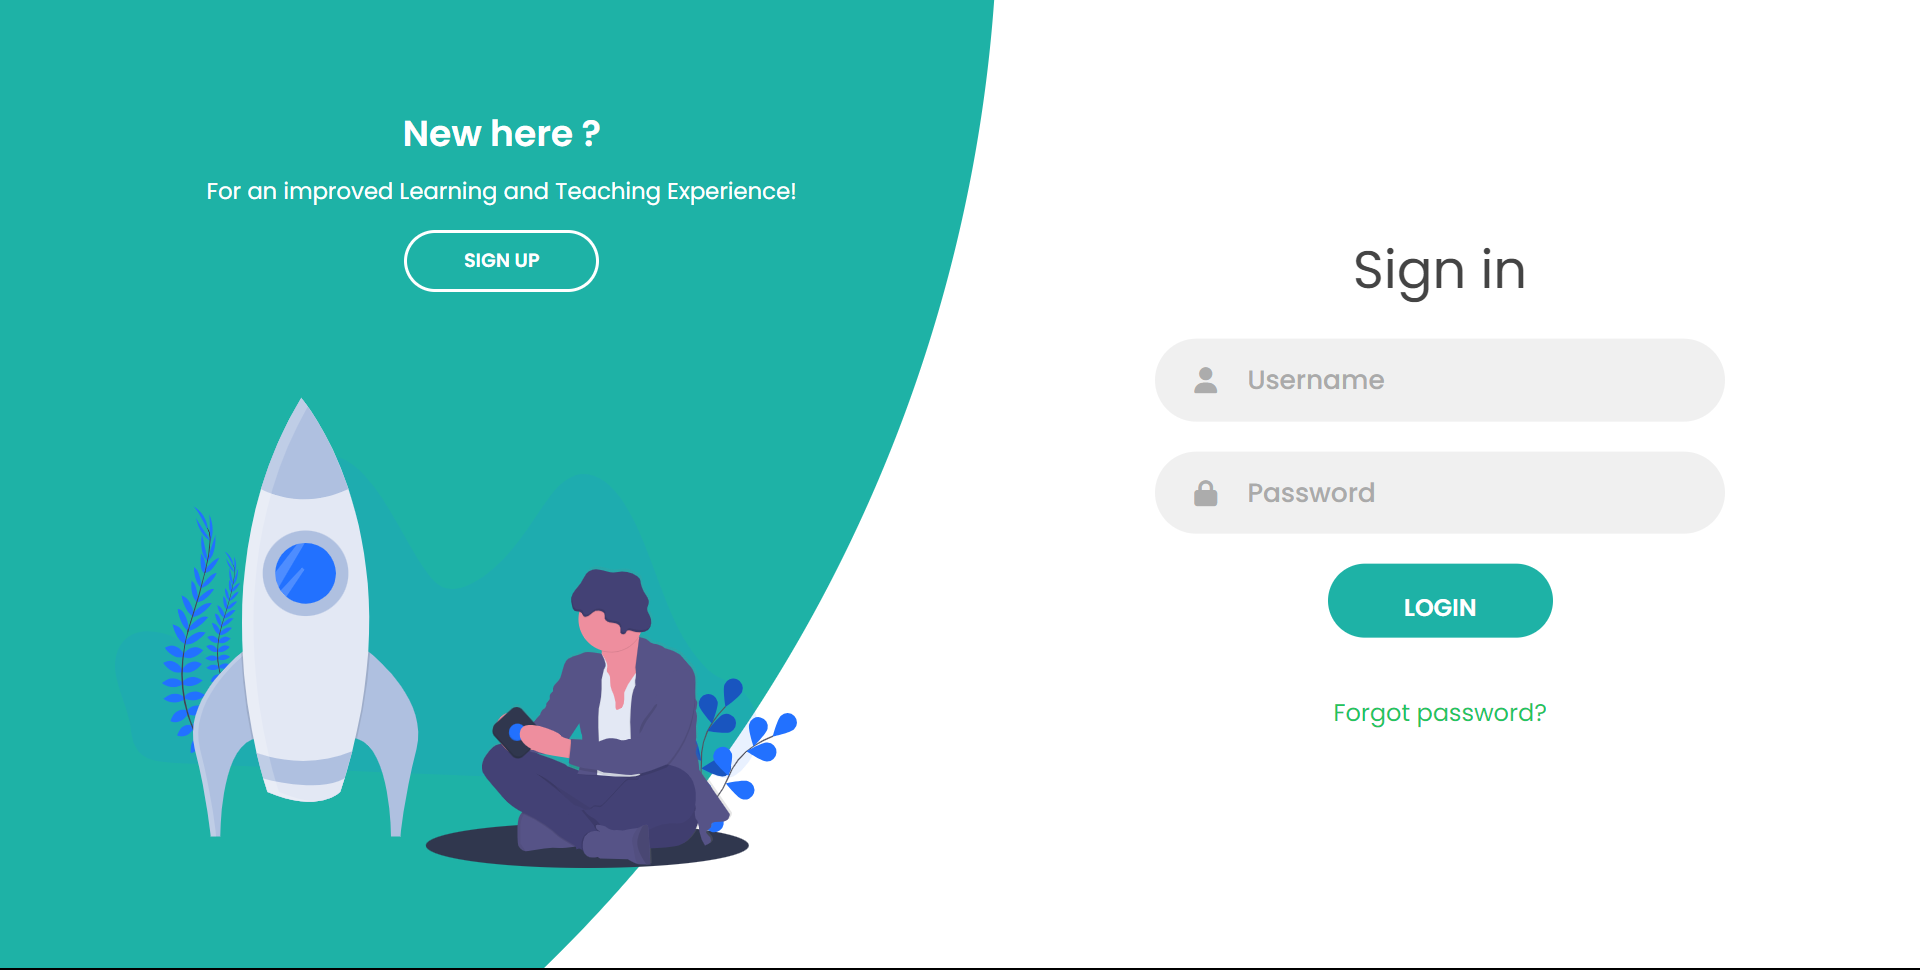 New here ?
For an improved Learning and Teaching Experience!
SIGN UP
Sign in
Username
Password
LOGIN
Forgot password?